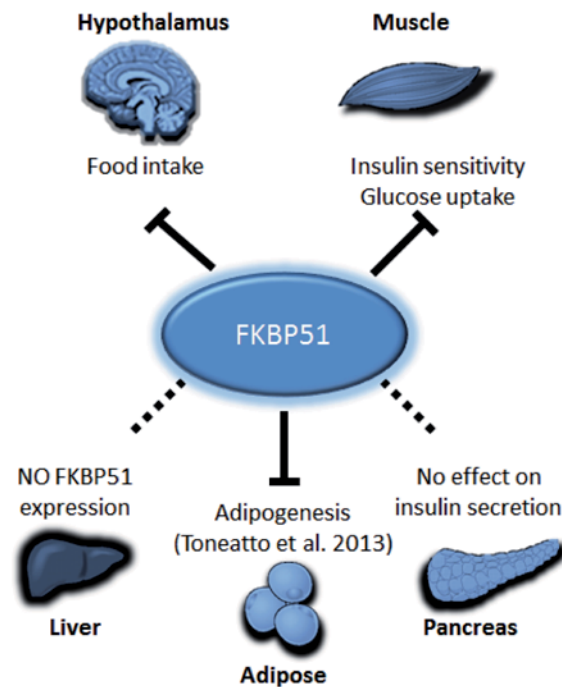 Hypothalamus
Muscle
Food intake
Insulin sensitivity
Glucose uptake
FKBP51
NO FKBP51
expression
Liver
Adipogenesis
(Toneatto et al. 2013)
Adipose
No effect on
insulin secretion
Pancreas